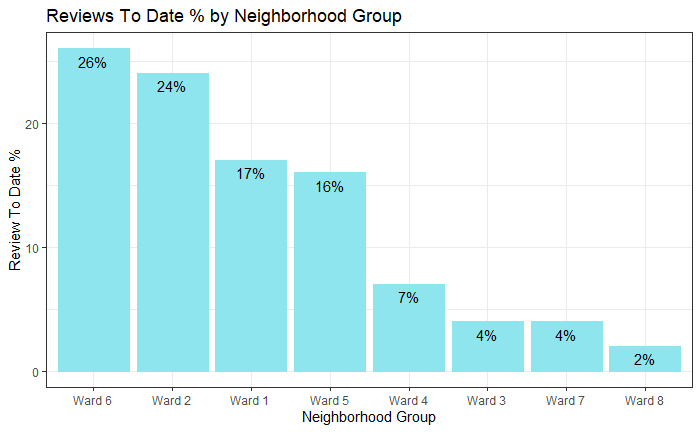 Reviews To Date % by Neighborhood Group
Review To Date %
20
10
0
26%
24%
17%
16%
7%
4%
4%
2%
Ward 6
Ward 2
Ward 1
Ward 5
Ward 4
Ward 3
Ward 7
Ward 8
Neighborhood Group